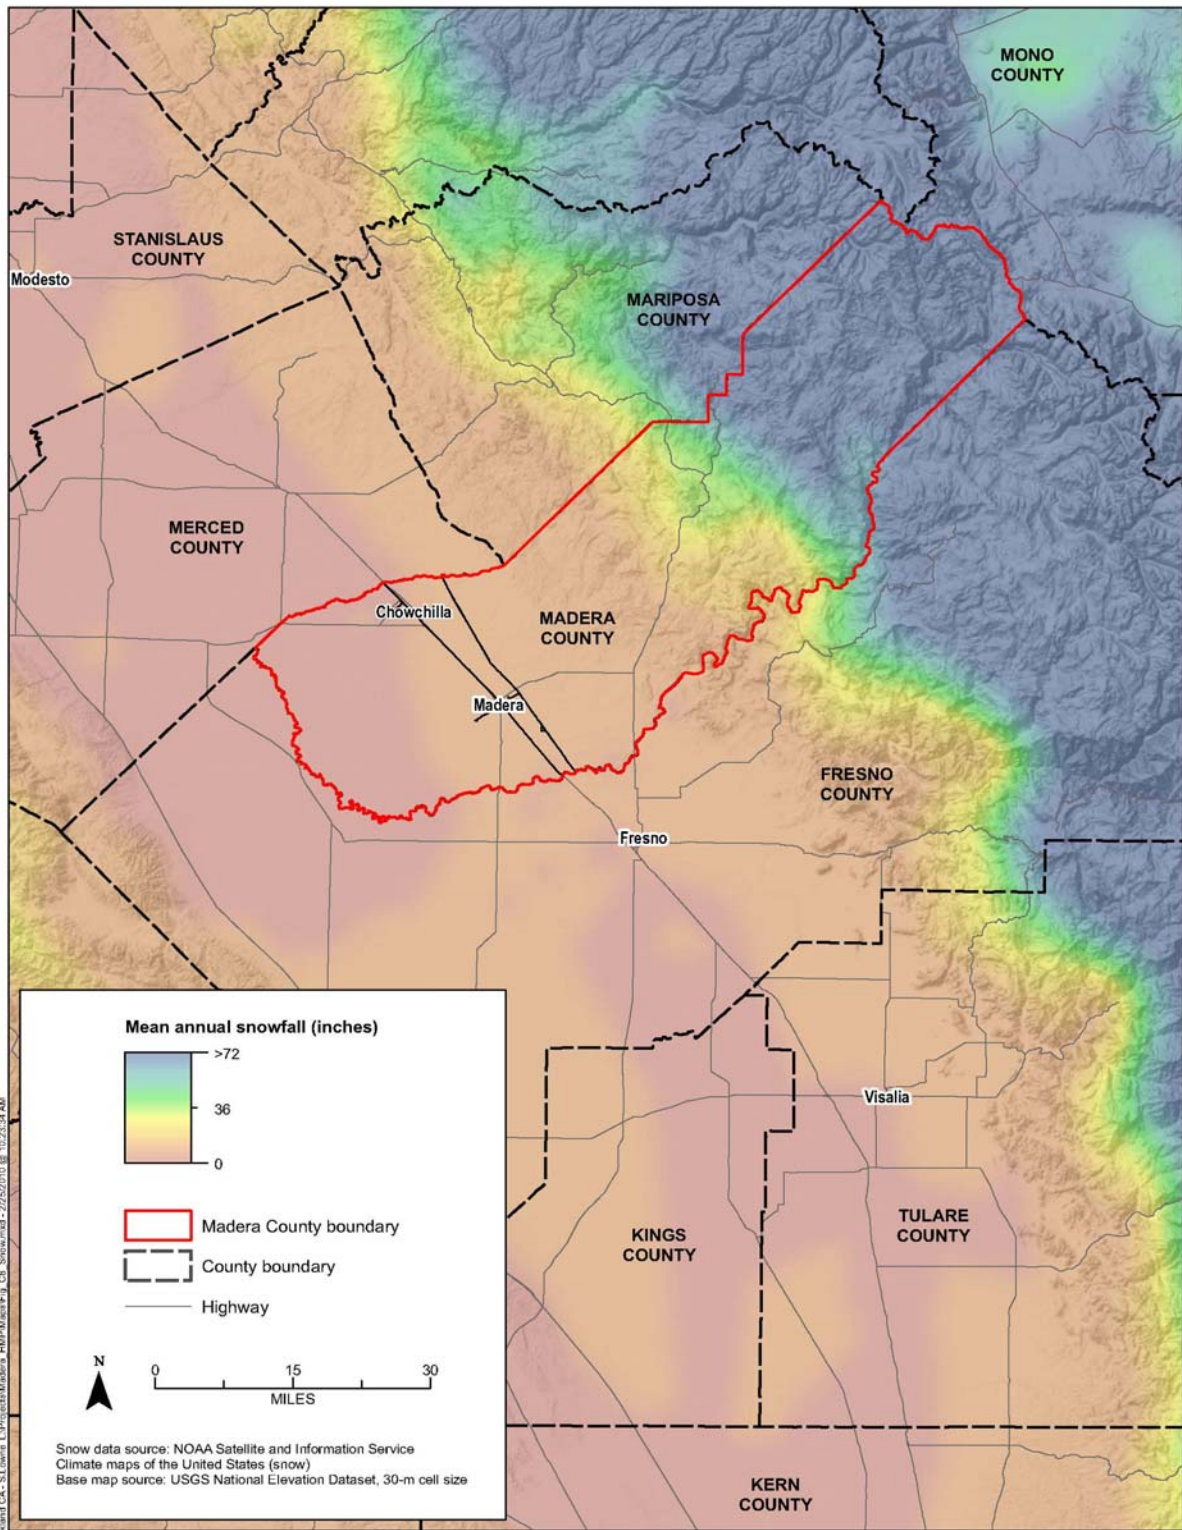 MONO
COUNTY
STANISLAUS
COUNTY
Modesto
MARIPOSA
COUNTY
MERCED
COUNTY
Chowchilla
MADERA
COUNTY
Madera
FRESNO
COUNTY
Fresno
Visalia
KINGS
COUNTY
TULARE
COUNTY
KERN
COUNTY
Mean annual snowfall (inches)
>72
36
0
Madera County boundary
County boundary
Highway
N
0 15 30
MILES
Snow data source: NOAA Satellite and Information Service
Climate maps of the United States (snow)
Base map source: USGS National Elevation Dataset, 30-m cell size